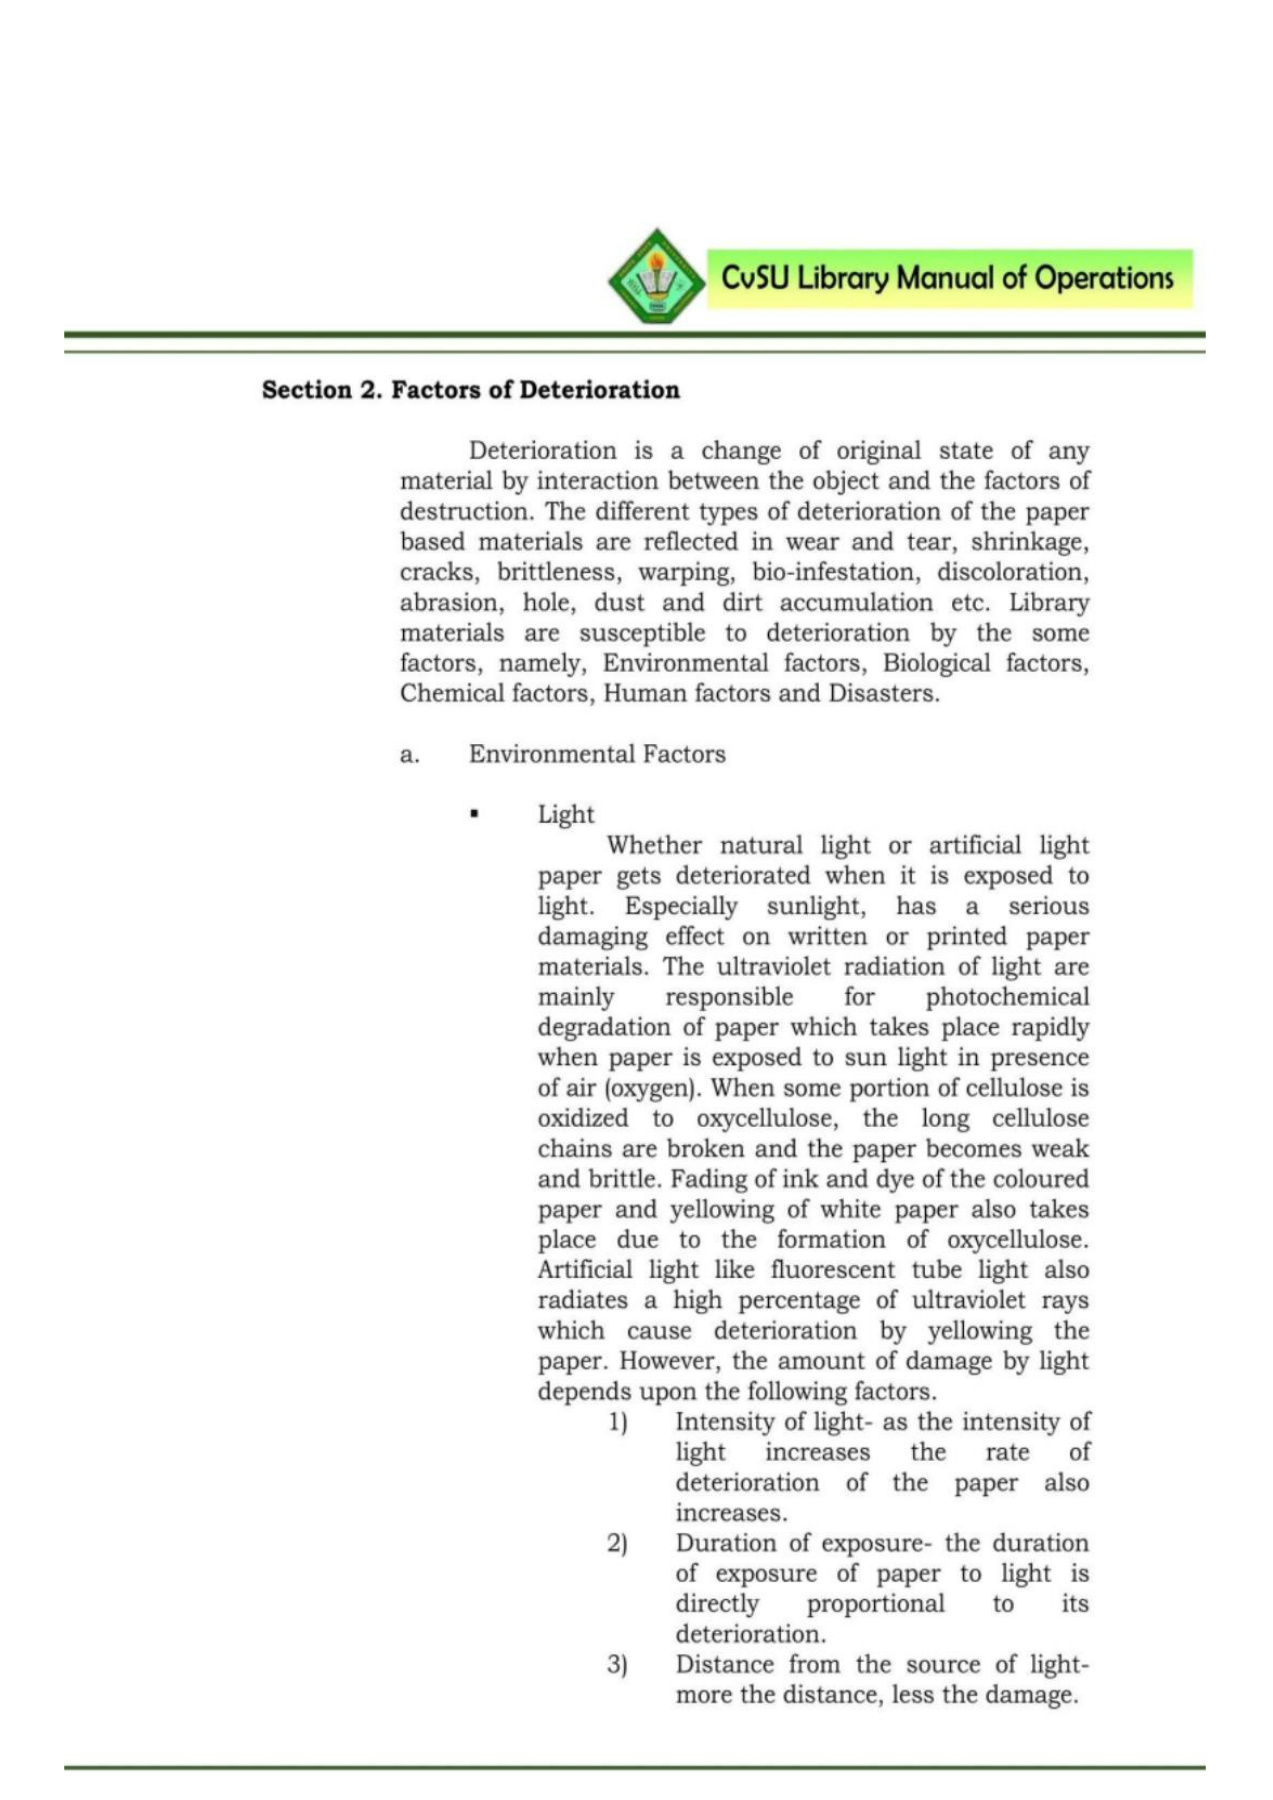 CvSU Library Manual of Operations
Section 2. Factors of Deterioration
Deterioration is a change of original state of any
material by interaction between the object and the factors of
destruction. The different types of deterioration of the paper
based materials are reflected in wear and tear, shrinkage,
cracks, brittleness, warping, bio-infestation, discoloration,
abrasion, hole, dust and dirt accumulation etc. Library
materials are susceptible to deterioration by the some
factors, namely, Environmental factors, Biological factors,
Chemical factors, Human factors and Disasters.
a. Environmental Factors
▪ Light
Whether natural light or artificial light
paper gets deteriorated when it is exposed to
light. Especially sunlight, has a serious
damaging effect on written or printed paper
materials. The ultraviolet radiation of light are
mainly responsible for photochemical
degradation of paper which takes place rapidly
when paper is exposed to sun light in presence
of air (oxygen). When some portion of cellulose is
oxidized to oxycellulose, the long cellulose
chains are broken and the paper becomes weak
and brittle. Fading of ink and dye of the coloured
paper and yellowing of white paper also takes
place due to the formation of oxycellulose.
Artificial light like fluorescent tube light also
radiates a high percentage of ultraviolet rays
which cause deterioration by yellowing the
paper. However, the amount of damage by light
depends upon the following factors.
1) Intensity of light- as the intensity of
light increases the rate of
deterioration of the paper also
increases.
2) Duration of exposure- the duration
of exposure of paper to light is
directly proportional to its
deterioration.
3) Distance from the source of light-
more the distance, less the damage.